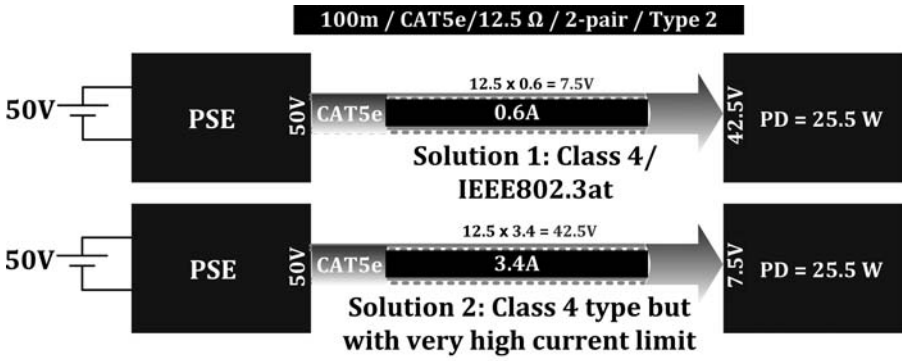 100m / CAT5e/12.5 Ω / 2-pair / Type 2
50V
PSE
50V
CAT5e
12.5 x 0.6 = 7.5V
0.6A
42.5V
PD = 25.5 W
Solution 1: Class 4/
IEEE802.3at
50V
PSE
50V
CAT5e
12.5 x 3.4 = 42.5V
3.4A
7.5V
PD = 25.5 W
Solution 2: Class 4 type but
with very high current limit